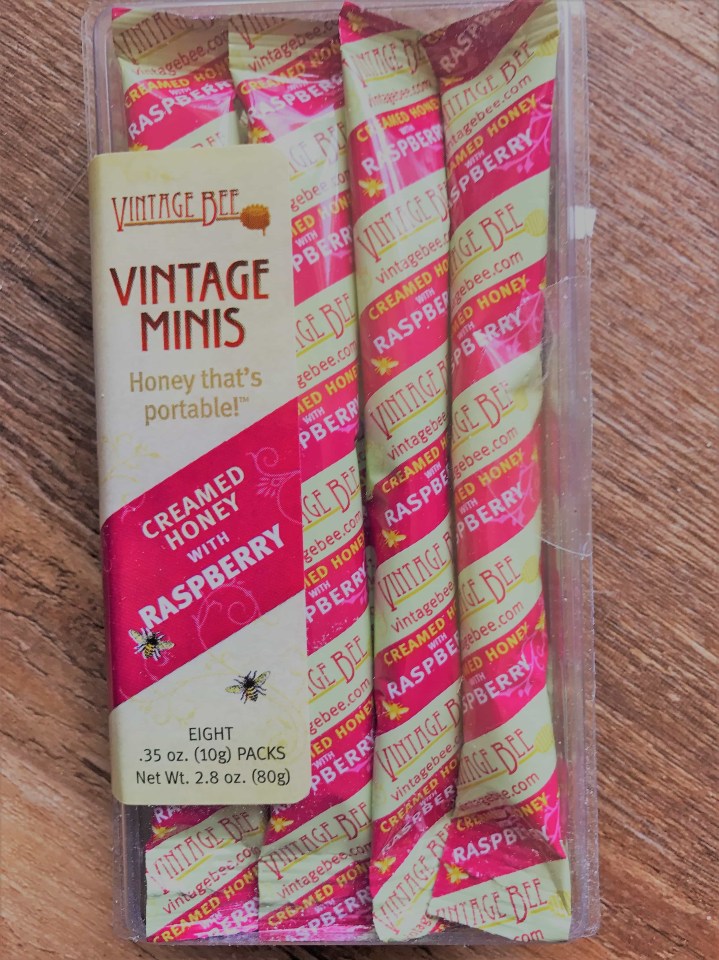 VINTAGE BEE
VINTAGE
MINIS
Honey that's
portable!™
CREAMED
HONEY
WITH
RASPBERRY
EIGHT
.35 oz. (10g) PACKS
Net Wt. 2.8 oz. (80g)
VINTAGE BEE
vintagebee.com
CREAMED HONEY
WITH
RASPBERRY